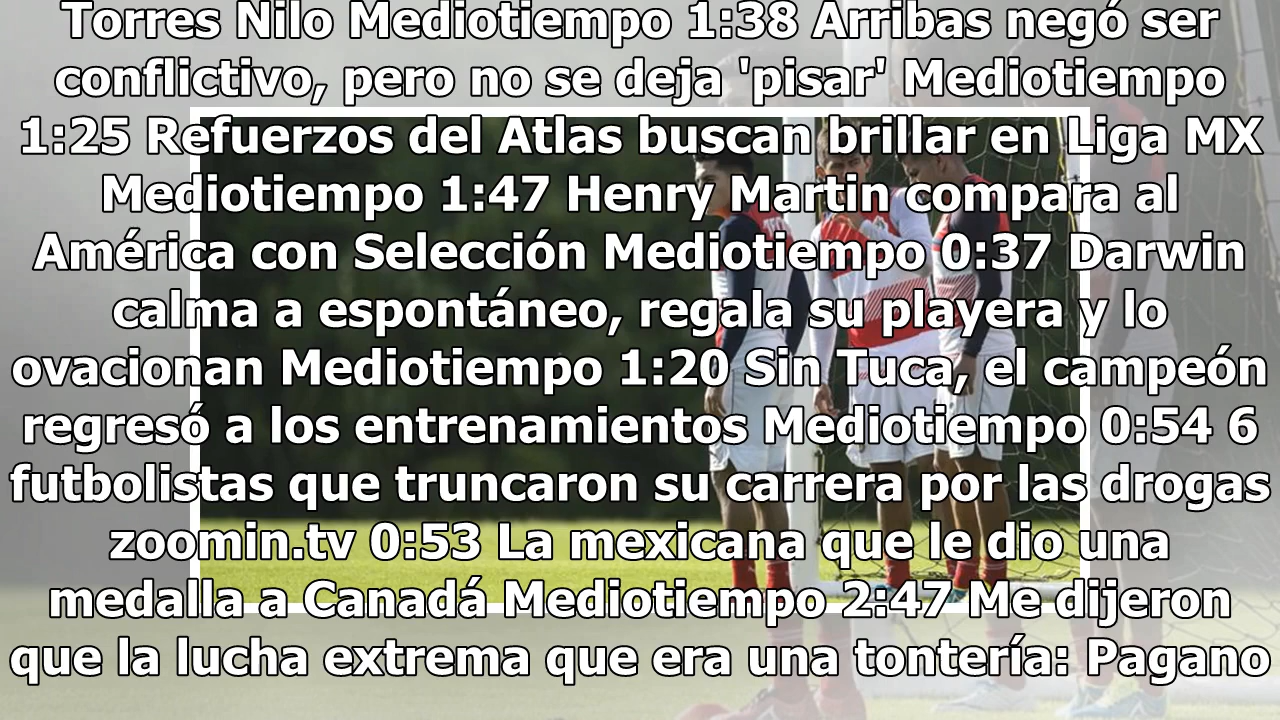 Torres Nilo Mediotiempo 1:38 Arribas negó ser
conflictivo, pero no se deja 'pisar' Mediotiempo
1:25 Refuerzos del Atlas buscan brillar en Liga MX
Mediotiempo 1:47 Henry Martin compara al
América con Selección Mediotiempo 0:37 Darwin
calma a espontáneo, regala su playera y lo
ovacionan Mediotiempo 1:20 Sin Tuca, el campeón
regresó a los entrenamientos Mediotiempo 0:54 6
futbolistas que truncaron su carrera por las drogas
zoomin.tv 0:53 La mexicana que le dio una
medalla a Canadá Mediotiempo 2:47 Me dijeron
que la lucha extrema que era una tontería: Pagano